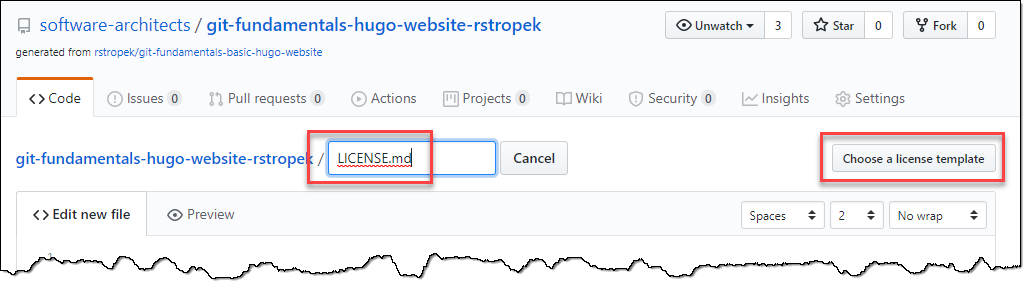 software-architects / git-fundamentals-hugo-website-rstropek Unwatch 3 Star 0 Fork 0
generated from rstropek/git-fundamentals-basic-hugo-website
<> Code Issues 0 Pull requests 0 Actions Projects 0 Wiki Security 0 Insights Settings
git-fundamentals-hugo-website-rstropek / LICENSE.md Cancel Choose a license template
<> Edit new file Preview Spaces 2 No wrap
1